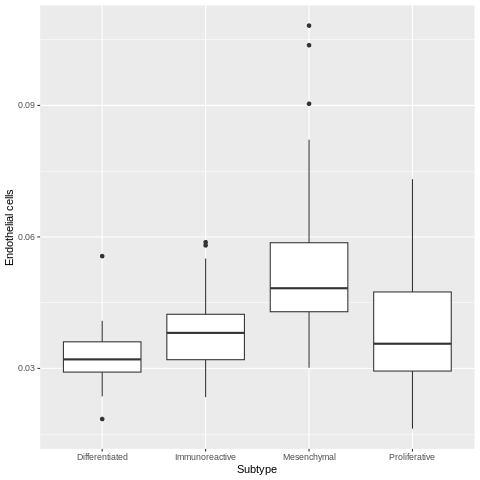 Endothelial cells
0.09
0.06
0.03
Differentiated Immunoreactive Mesenchymal Proliferative
Subtype